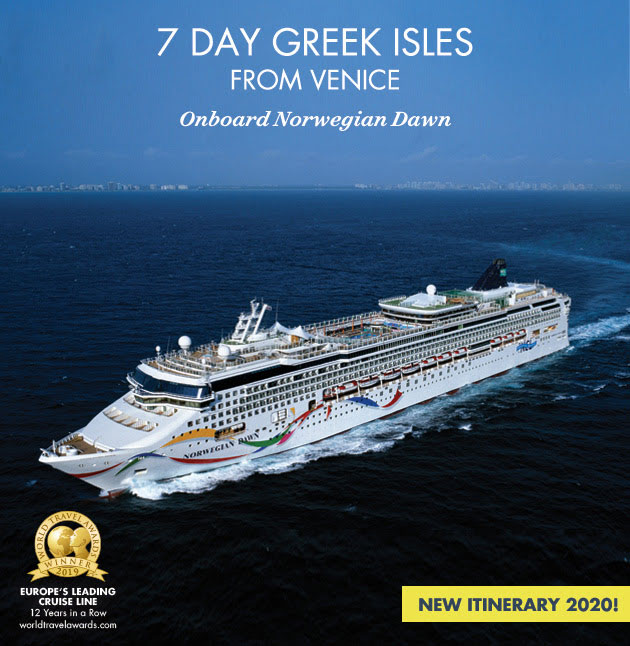 7 DAY GREEK ISLES
FROM VENICE
Onboard Norwegian Dawn
NORWEGIAN DAWN
WORLD TRAVEL AWARDS
WINNER
2019
EUROPE'S LEADING
CRUISE LINE
12 Years in a Row
worldtravelawards.com
NEW ITINERARY 2020!